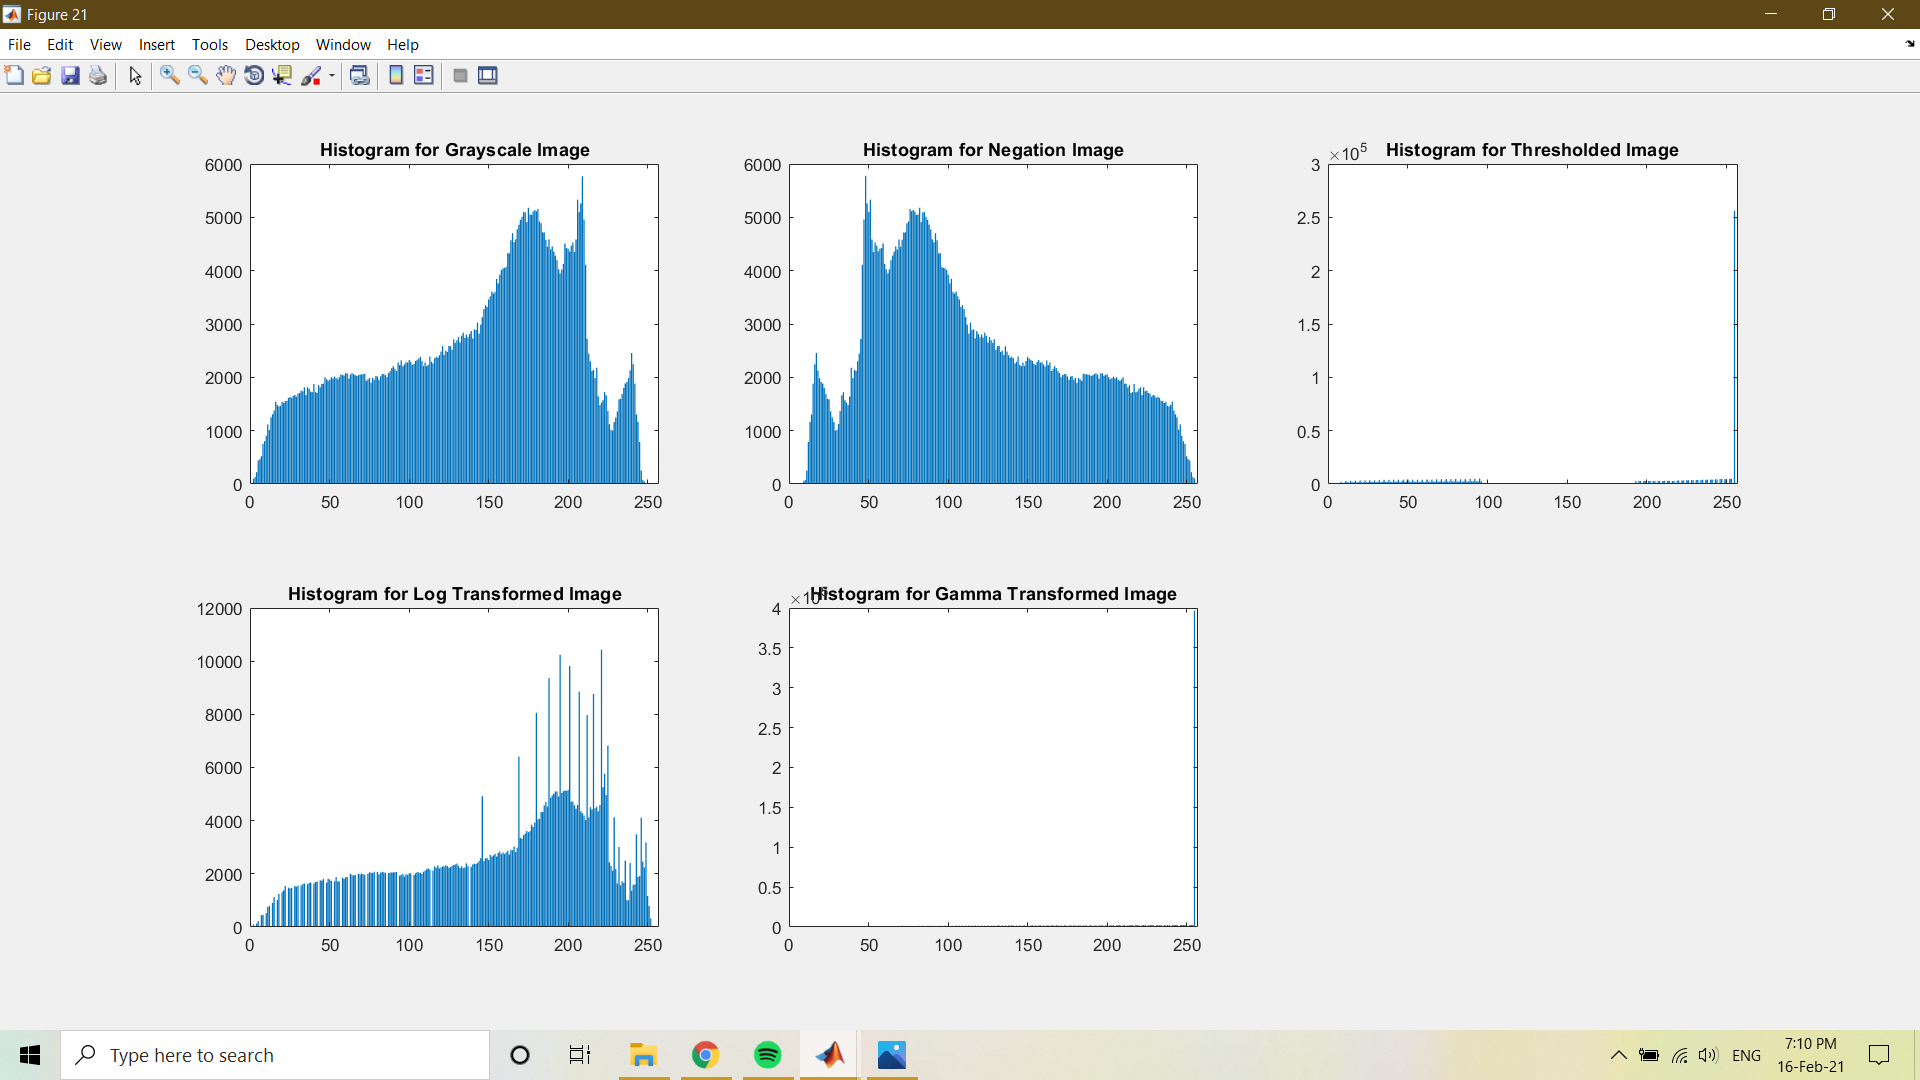 Figure 21
File Edit View Insert Tools Desktop Window Help
Histogram for Grayscale Image
6000
5000
4000
3000
2000
1000
0
0 50 100 150 200 250
Histogram for Negation Image
6000
5000
4000
3000
2000
1000
0
0 50 100 150 200 250
×10^5 Histogram for Thresholded Image
3
2.5
2
1.5
1
0.5
0
0 50 100 150 200 250
Histogram for Log Transformed Image
12000
10000
8000
6000
4000
2000
0
0 50 100 150 200 250
Histogram for Gamma Transformed Image
4
3.5
3
2.5
2
1.5
1
0.5
0
0 50 100 150 200 250
Type here to search
ENG
7:10 PM
16-Feb-21